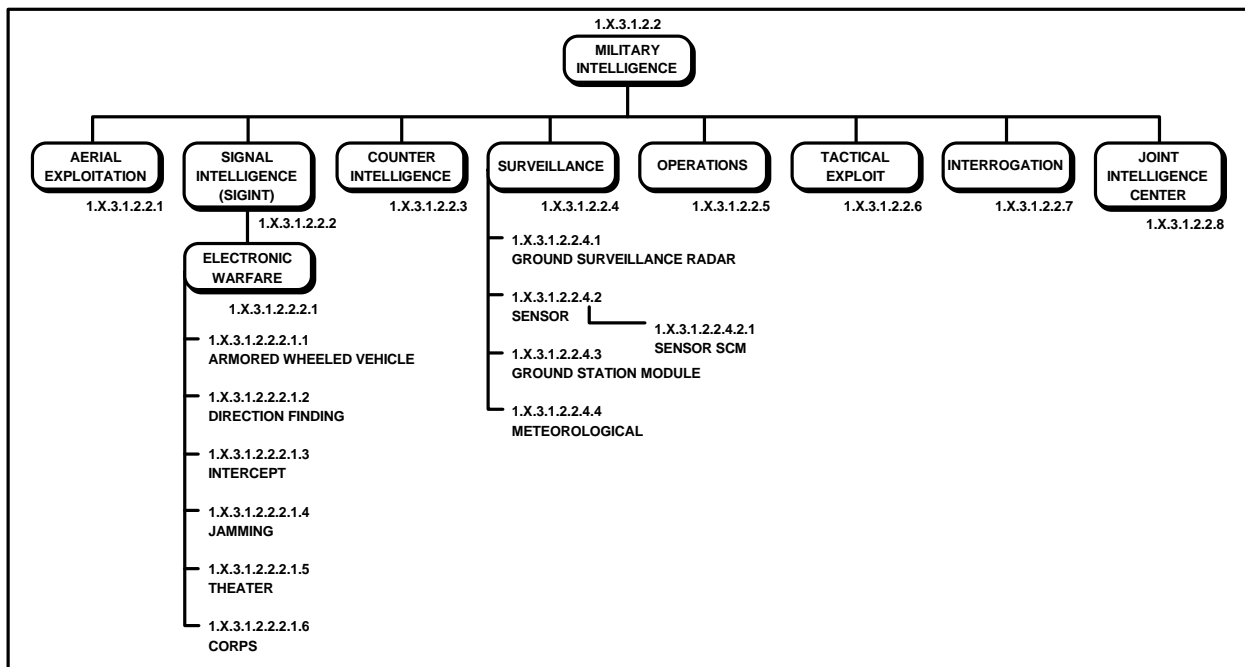 1.X.3.1.2.2
MILITARY
INTELLIGENCE
AERIAL
EXPLOITATION
1.X.3.1.2.2.1
SIGNAL
INTELLIGENCE
(SIGINT)
1.X.3.1.2.2.2
COUNTER
INTELLIGENCE
1.X.3.1.2.2.3
SURVEILLANCE
1.X.3.1.2.2.4
OPERATIONS
1.X.3.1.2.2.5
TACTICAL
EXPLOIT
1.X.3.1.2.2.6
INTERROGATION
1.X.3.1.2.2.7
JOINT
INTELLIGENCE
CENTER
1.X.3.1.2.2.8
ELECTRONIC
WARFARE
1.X.3.1.2.2.2.1
1.X.3.1.2.2.2.1.1
ARMORED WHEELED VEHICLE
1.X.3.1.2.2.2.1.2
DIRECTION FINDING
1.X.3.1.2.2.2.1.3
INTERCEPT
1.X.3.1.2.2.2.1.4
JAMMING
1.X.3.1.2.2.2.1.5
THEATER
1.X.3.1.2.2.2.1.6
CORPS
1.X.3.1.2.2.4.1
GROUND SURVEILLANCE RADAR
1.X.3.1.2.2.4.2
SENSOR
1.X.3.1.2.2.4.2.1
SENSOR SCM
1.X.3.1.2.2.4.3
GROUND STATION MODULE
1.X.3.1.2.2.4.4
METEOROLOGICAL